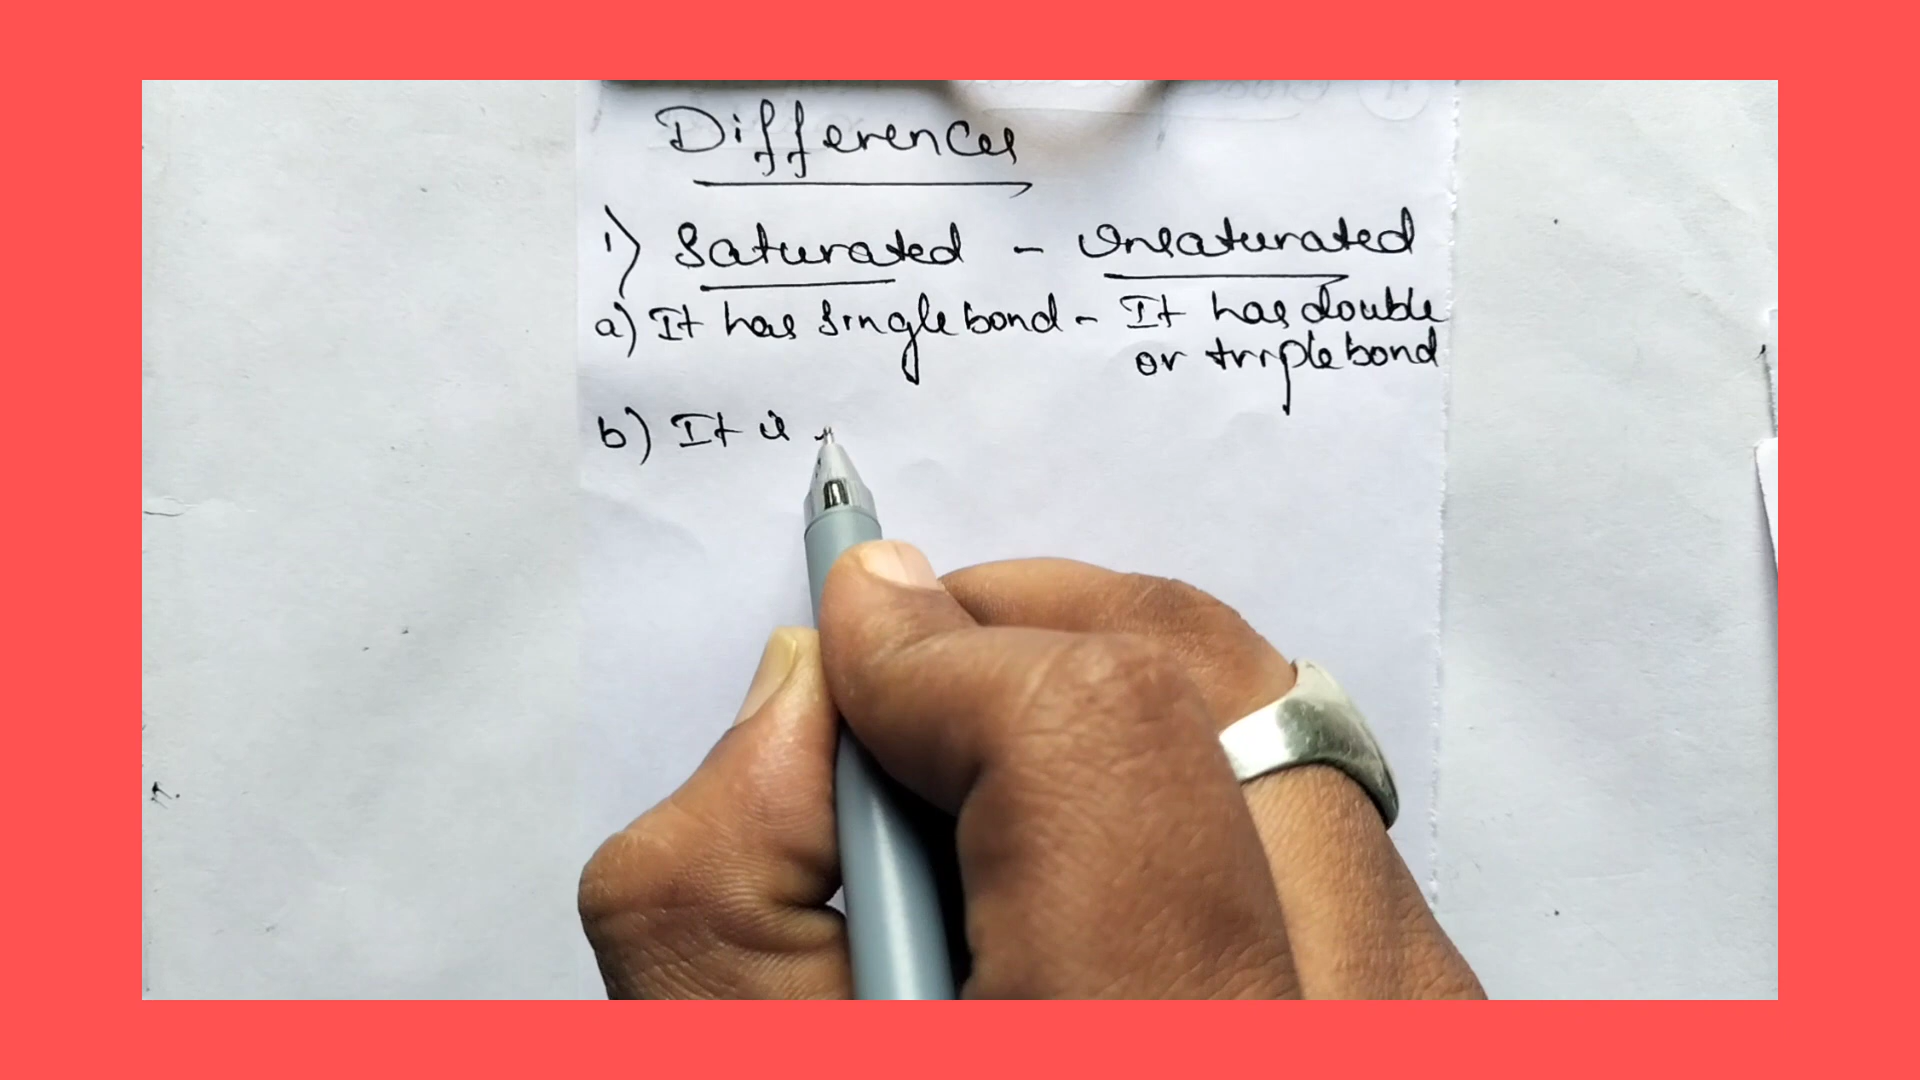 Differences
1) Saturated - Unsaturated
a) It has single bond - It has double
or triple bond
b) It is